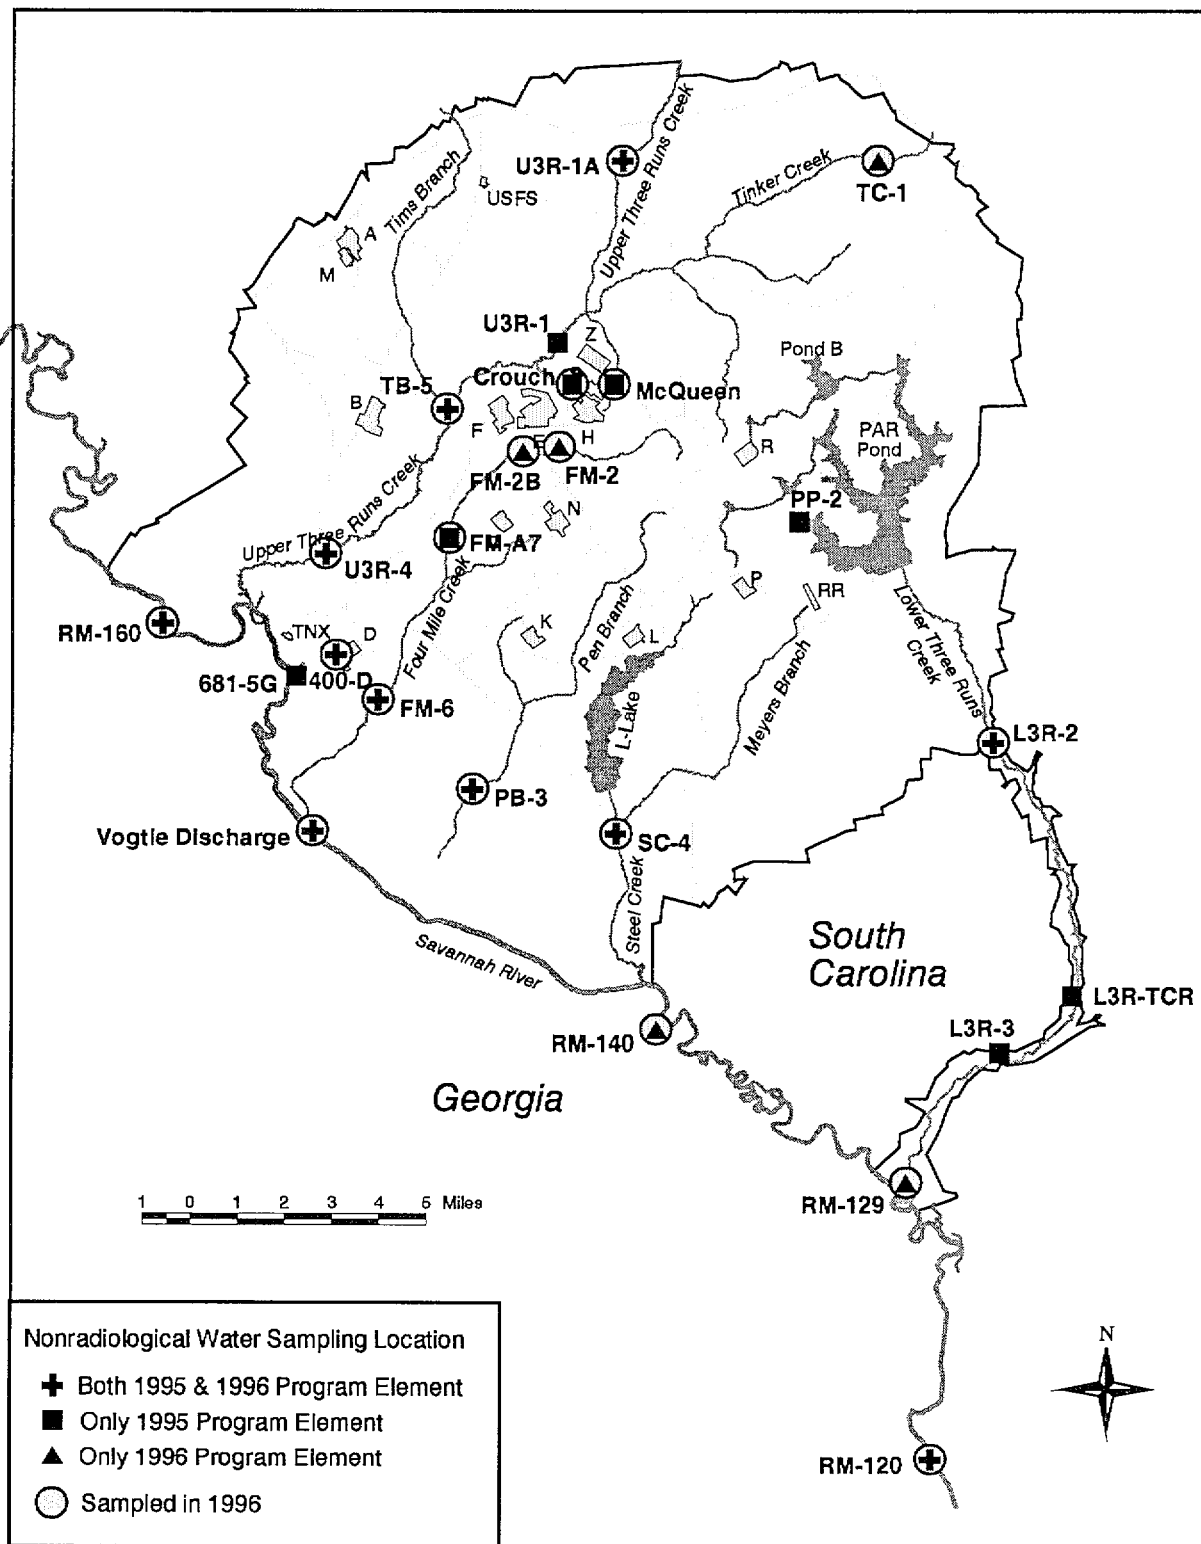 U3R-1A
Upper Three Runs Creek
Tinker Creek
TC-1
Tims Branch
USFS
A
M
U3R-1
Z
Pond B
Crouch
McQueen
TB-5
B
F
E
H
R
PAR
Pond
FM-2B
FM-2
PP-2
N
FM-A7
Upper Three Runs Creek
U3R-4
P
RR
Lower Three Runs
Creek
RM-160
TNX
D
K
L
Pen Branch
Four Mile Creek
681-5G
400-D
FM-6
L-Lake
Meyers Branch
L3R-2
PB-3
Vogtle Discharge
SC-4
Steel Creek
Savannah River
South
Carolina
L3R-TCR
L3R-3
RM-140
Georgia
RM-129
1 0 1 2 3 4 5 Miles
Nonradiological Water Sampling Location
Both 1995 & 1996 Program Element
Only 1995 Program Element
Only 1996 Program Element
Sampled in 1996
N
RM-120